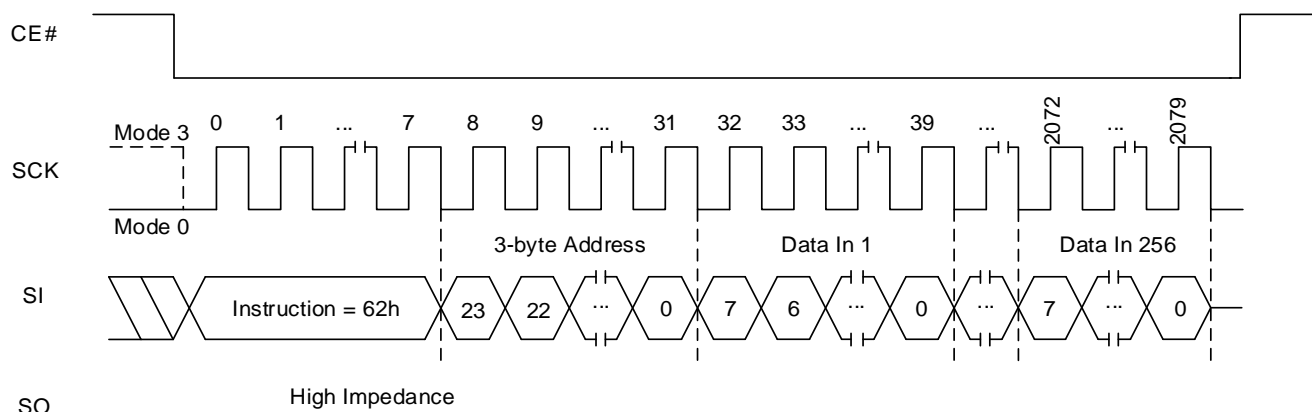 CE#
0 1 ... 7 8 9 ... 31 32 33 ... 39 ... 2072 ... 2079
Mode 3
SCK
Mode 0
3-byte Address Data In 1 Data In 256
SI
Instruction = 62h 23 22 ... 0 7 6 ... 0 ... 7 ... 0
High Impedance
SO